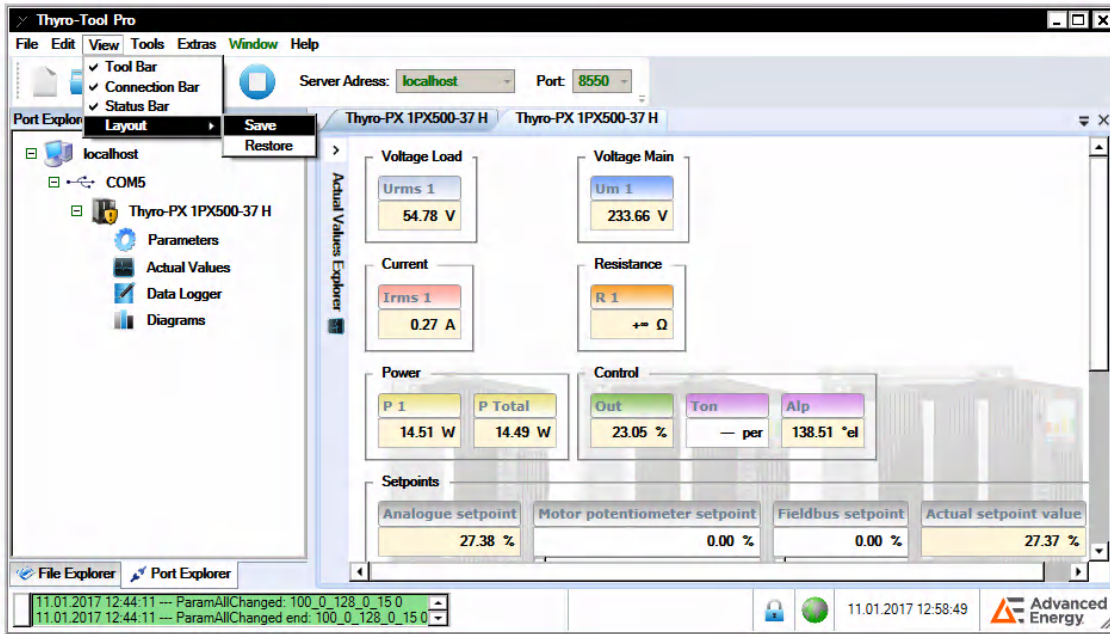 Thyro-Tool Pro
File Edit View Tools Extras Window Help
Tool Bar
Connection Bar
Status Bar
Layout
Save
Restore
Server Adress: localhost Port: 8550
Port Explor
Thyro-PX 1PX500-37 H Thyro-PX 1PX500-37 H
localhost
COM5
Thyro-PX 1PX500-37 H
Parameters
Actual Values
Data Logger
Diagrams
Actual Values Explorer
Voltage Load Voltage Main
Urms 1 Um 1
54.78 V 233.66 V
Current Resistance
Irms 1 R 1
0.27 A +∞ Ω
Power Control
P 1 P Total Out Ton Alp
14.51 W 14.49 W 23.05 % --- per 138.51 °el
Setpoints
Analogue setpoint Motor potentiometer setpoint Fieldbus setpoint Actual setpoint value
27.38 % 0.00 % 0.00 % 27.37 %
File Explorer Port Explorer
11.01.2017 12:44:11 --- ParamAllChanged: 100_0_128_0_15 0
11.01.2017 12:44:11 --- ParamAllChanged end: 100_0_128_0_15 0
11.01.2017 12:58:49
Advanced
Energy